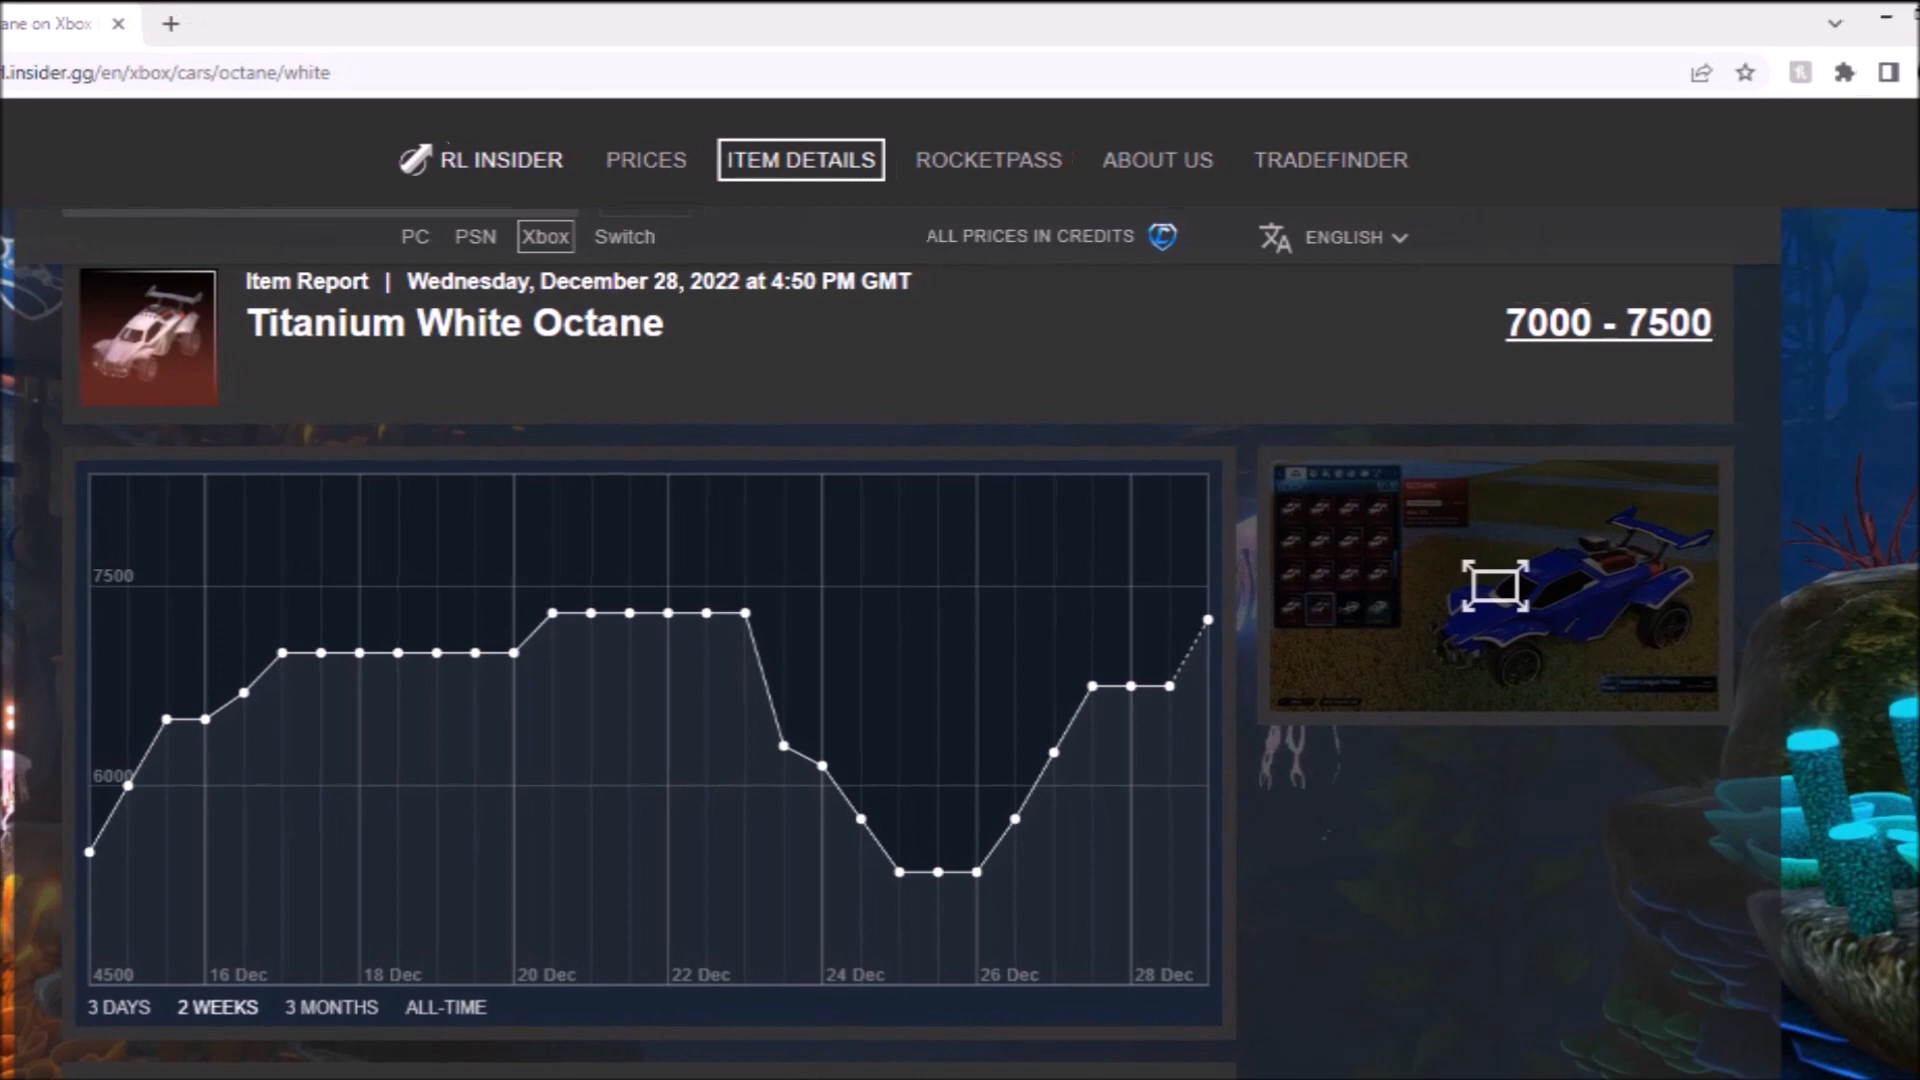 ane on Xbox
l.insider.gg/en/xbox/cars/octane/white
RL INSIDER PRICES ITEM DETAILS ROCKETPASS ABOUT US TRADEFINDER
PC PSN Xbox Switch ALL PRICES IN CREDITS ENGLISH
Item Report | Wednesday, December 28, 2022 at 4:50 PM GMT
Titanium White Octane
7000 - 7500
7500
6000
4500 16 Dec 18 Dec 20 Dec 22 Dec 24 Dec 26 Dec 28 Dec
3 DAYS 2 WEEKS 3 MONTHS ALL-TIME